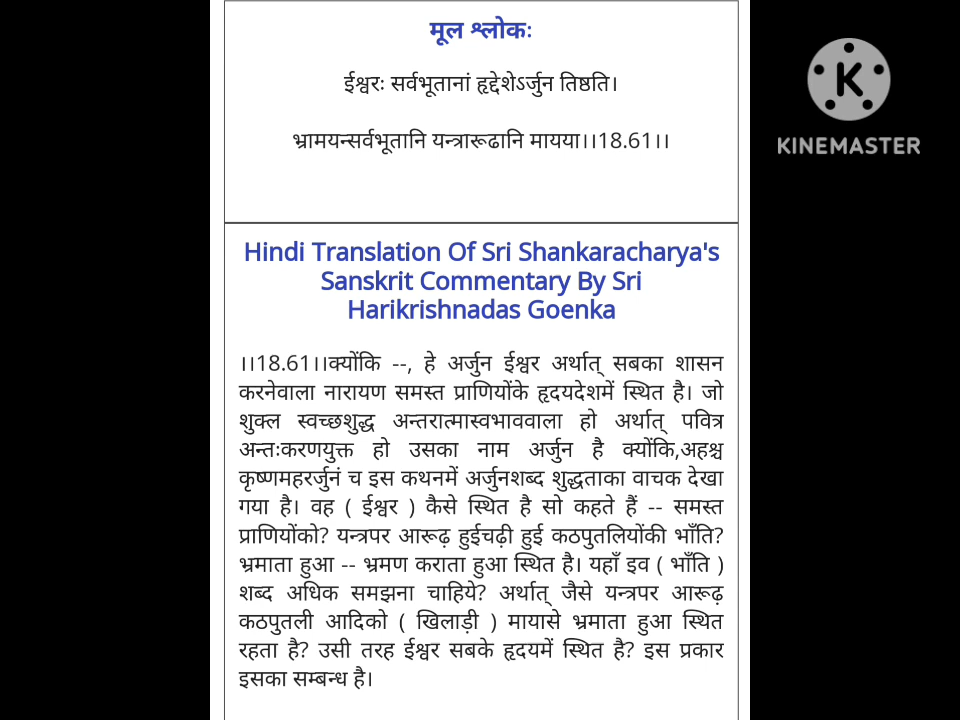 मूल श्लोकः
ईश्वरः सर्वभूतानां हृद्देशेऽर्जुन तिष्ठति।
भ्रामयन्सर्वभूतानि यन्त्रारूढानि मायया।।18.61।।
K
KINEMASTER
Hindi Translation Of Sri Shankaracharya's
Sanskrit Commentary By Sri
Harikrishnadas Goenka
।।18.61।।क्योंकि --, हे अर्जुन ईश्वर अर्थात् सबका शासन
करनेवाला नारायण समस्त प्राणियोंके हृदयदेशमें स्थित है। जो
शुक्ल स्वच्छशुद्ध अन्तरात्मास्वभाववाला हो अर्थात् पवित्र
अन्तःकरणयुक्त हो उसका नाम अर्जुन है क्योंकि,अहश्च
कृष्णमहरर्जुनं च इस कथनमें अर्जुनशब्द शुद्धताका वाचक देखा
गया है। वह ( ईश्वर ) कैसे स्थित है सो कहते हैं -- समस्त
प्राणियोंको? यन्त्रपर आरूढ़ हुईचढ़ी हुई कठपुतलियोंकी भाँति?
भ्रमाता हुआ -- भ्रमण कराता हुआ स्थित है। यहाँ इव ( भाँति )
शब्द अधिक समझना चाहिये? अर्थात् जैसे यन्त्रपर आरूढ़
कठपुतली आदिको ( खिलाड़ी ) मायासे भ्रमाता हुआ स्थित
रहता है? उसी तरह ईश्वर सबके हृदयमें स्थित है? इस प्रकार
इसका सम्बन्ध है।